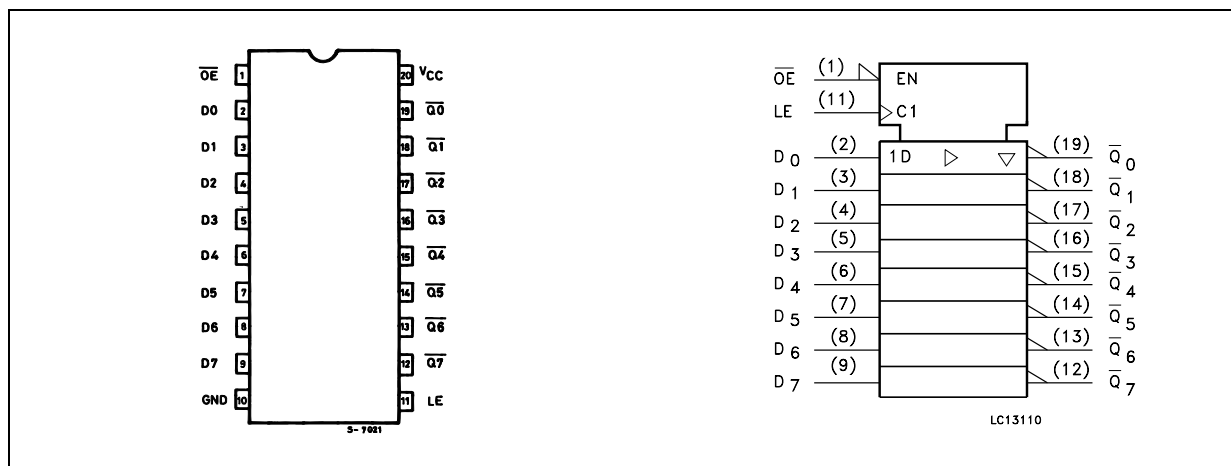 OE 1 20 VCC
D0 2 19 Q0
D1 3 18 Q1
D2 4 17 Q2
D3 5 16 Q3
D4 6 15 Q4
D5 7 14 Q5
D6 8 13 Q6
D7 9 12 Q7
GND 10 11 LE
S-7021
OE (1) EN
LE (11) C1
D0 (2) 1D (19) Q0
D1 (3) (18) Q1
D2 (4) (17) Q2
D3 (5) (16) Q3
D4 (6) (15) Q4
D5 (7) (14) Q5
D6 (8) (13) Q6
D7 (9) (12) Q7
LC13110